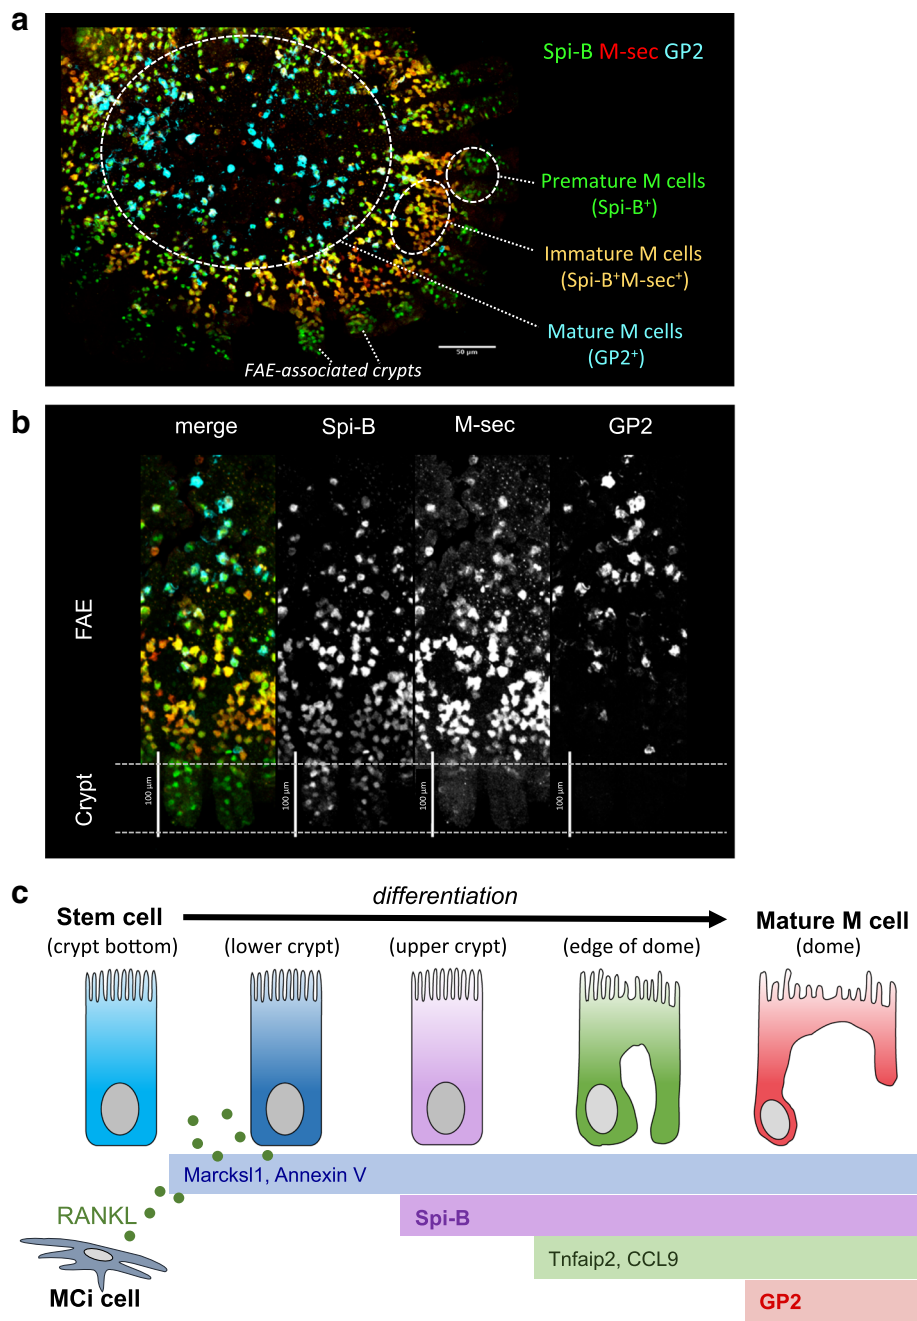 a
Spi-B M-sec GP2
Premature M cells
(Spi-B⁺)
Immature M cells
(Spi-B⁺M-sec⁺)
Mature M cells
(GP2⁺)
50 μm
FAE-associated crypts
b
merge Spi-B M-sec GP2
FAE
Crypt
100 μm 100 μm 100 μm 100 μm
c
differentiation
Stem cell
Mature M cell
(crypt bottom) (lower crypt) (upper crypt) (edge of dome) (dome)
Marcksl1, Annexin V
RANKL
Spi-B
Tnfaip2, CCL9
MCi cell
GP2